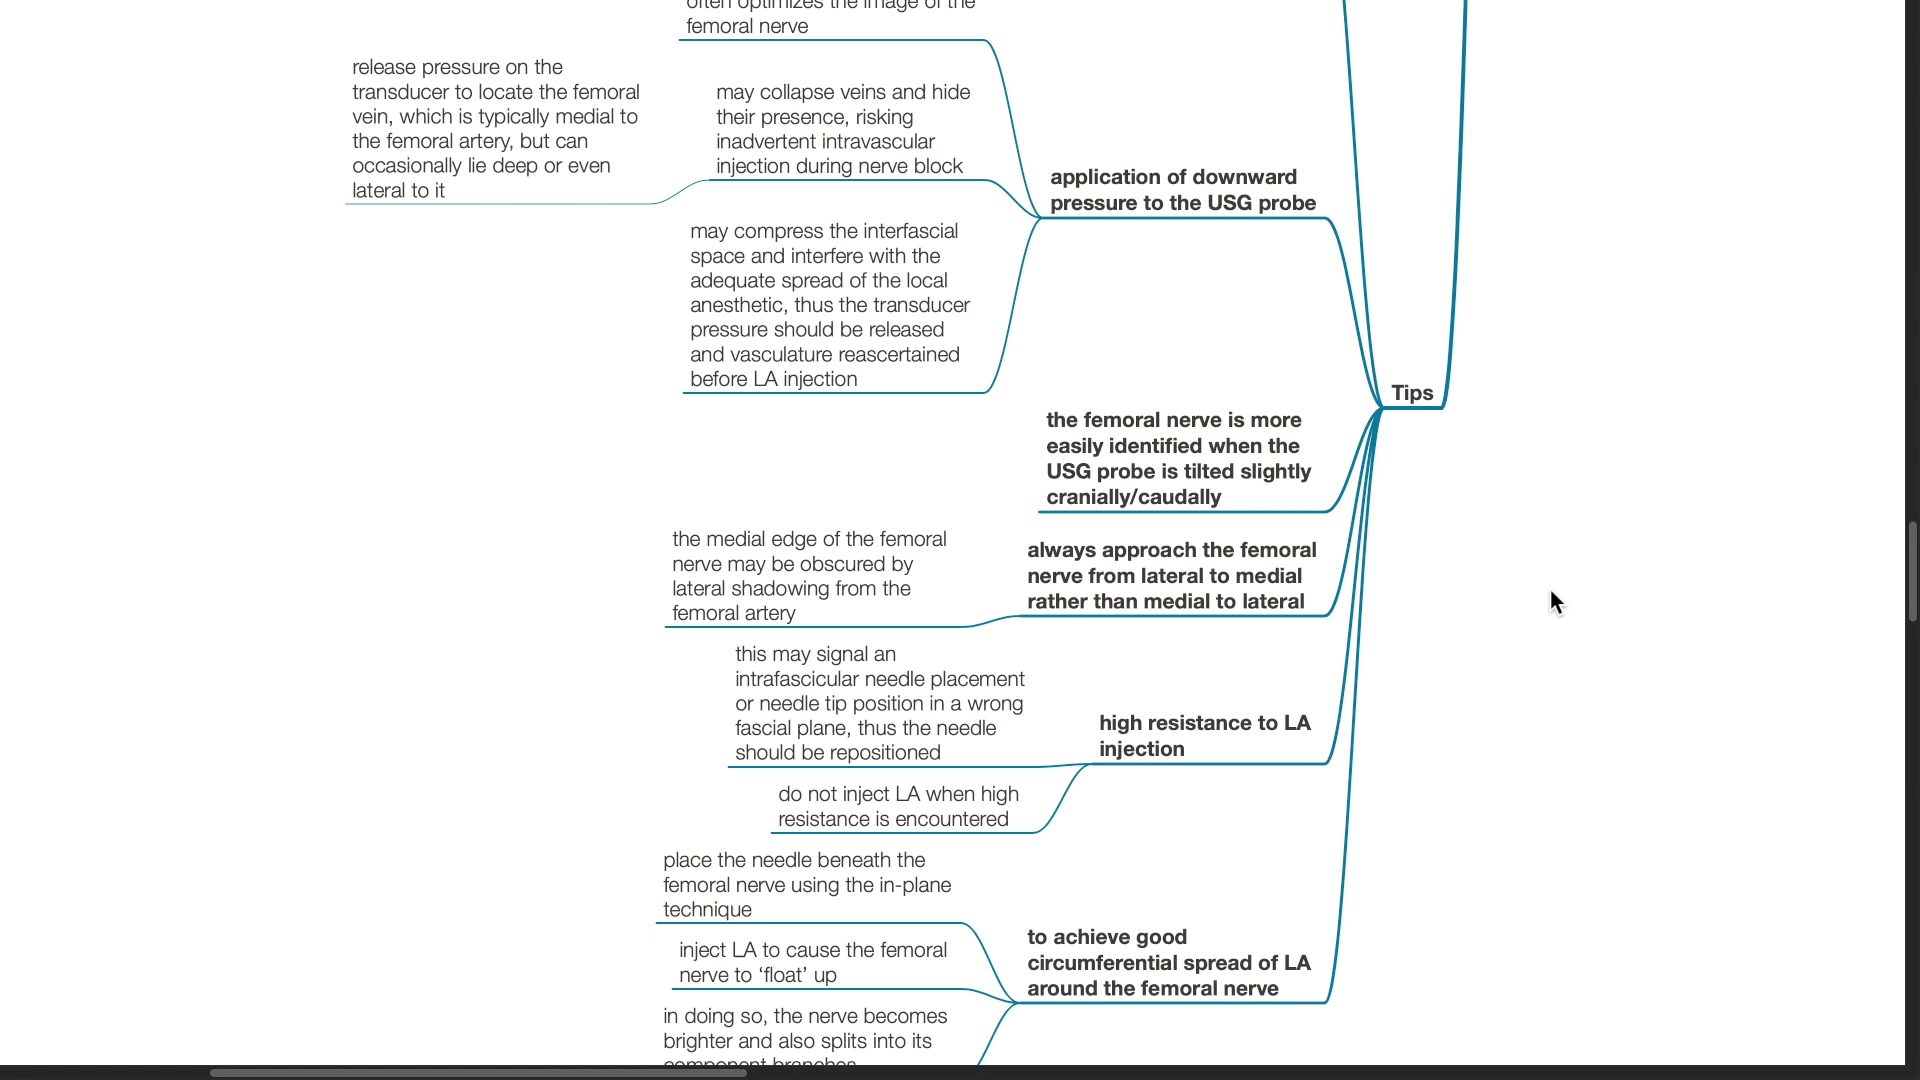 often optimizes the image of the
femoral nerve
release pressure on the
transducer to locate the femoral
vein, which is typically medial to
the femoral artery, but can
occasionally lie deep or even
lateral to it
may collapse veins and hide
their presence, risking
inadvertent intravascular
injection during nerve block
application of downward
pressure to the USG probe
may compress the interfascial
space and interfere with the
adequate spread of the local
anesthetic, thus the transducer
pressure should be released
and vasculature reascertained
before LA injection
Tips
the femoral nerve is more
easily identified when the
USG probe is tilted slightly
cranially/caudally
the medial edge of the femoral
nerve may be obscured by
lateral shadowing from the
femoral artery
always approach the femoral
nerve from lateral to medial
rather than medial to lateral
this may signal an
intrafascicular needle placement
or needle tip position in a wrong
fascial plane, thus the needle
should be repositioned
high resistance to LA
injection
do not inject LA when high
resistance is encountered
place the needle beneath the
femoral nerve using the in-plane
technique
inject LA to cause the femoral
nerve to ‘float’ up
to achieve good
circumferential spread of LA
around the femoral nerve
in doing so, the nerve becomes
brighter and also splits into its
component branches